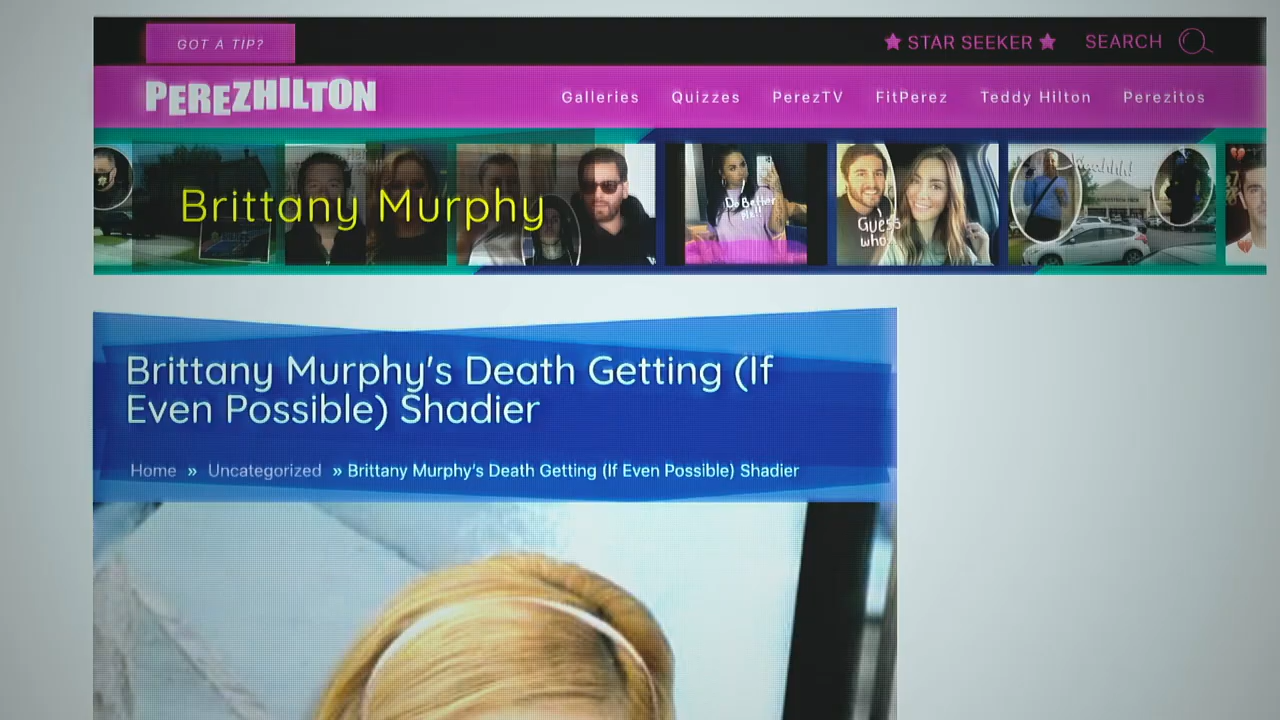 GOT A TIP?
STAR SEEKER
SEARCH
PEREZHILTON
Galleries Quizzes PerezTV FitPerez Teddy Hilton Perezitos
Brittany Murphy
Do Better
Guess
who..
Brittany Murphy's Death Getting (If
Even Possible) Shadier
Home » Uncategorized » Brittany Murphy's Death Getting (If Even Possible) Shadier